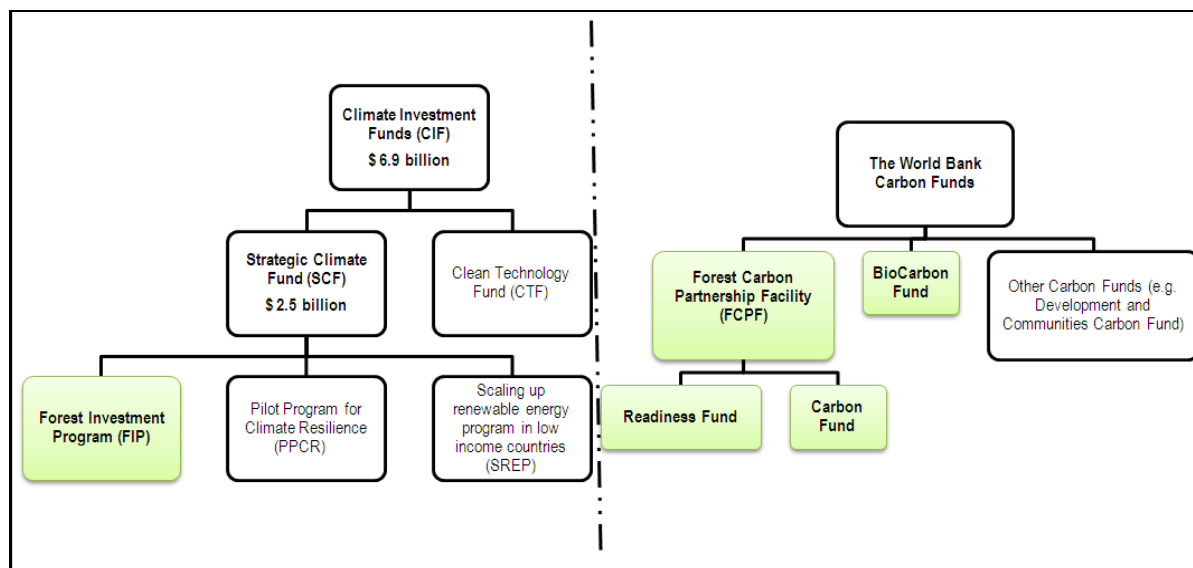 Climate Investment
Funds (CIF)
$ 6.9 billion
Strategic Climate
Fund (SCF)
$ 2.5 billion
Clean Technology
Fund (CTF)
Forest Investment
Program (FIP)
Pilot Program for
Climate Resilience
(PPCR)
Scaling up
renewable energy
program in low
income countries
(SREP)
The World Bank
Carbon Funds
Forest Carbon
Partnership Facility
(FCPF)
BioCarbon
Fund
Other Carbon Funds (e.g.
Development and
Communities Carbon Fund)
Readiness Fund
Carbon
Fund